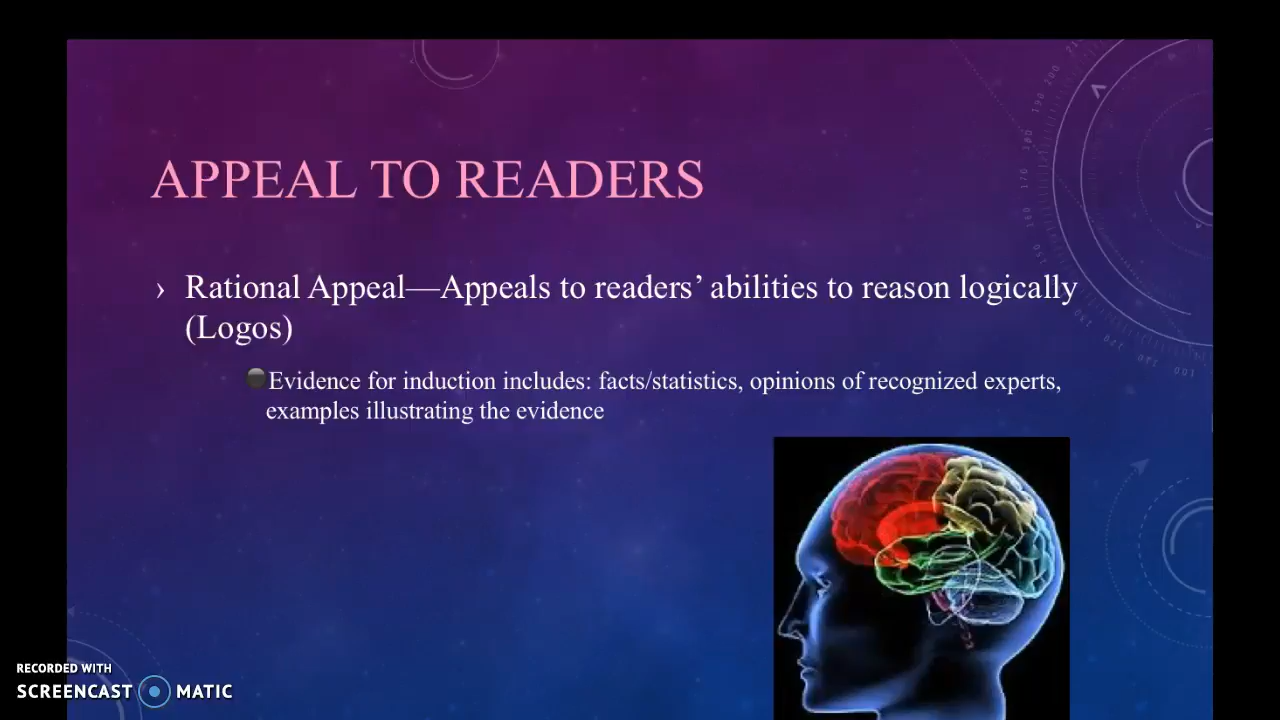 APPEAL TO READERS
› Rational Appeal—Appeals to readers’ abilities to reason logically
(Logos)
Evidence for induction includes: facts/statistics, opinions of recognized experts,
examples illustrating the evidence
RECORDED WITH
SCREENCAST MATIC